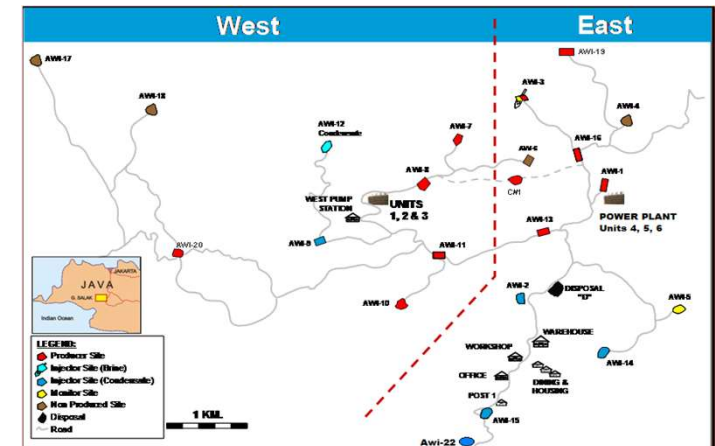 West
East
AWI-17
AWI-18
AWI-19
AWI-3
AWI-4
AWI-12
Condensate
AWI-7
AWI-16
AWI-6
AWI-8
AWI-1
CH1
WEST PUMP
STATION
UNITS
1, 2 & 3
POWER PLANT
Units 4, 5, 6
AWI-13
AWI-9
AWI-20
AWI-11
AWI-10
AWI-2
DISPOSAL
"D"
AWI-5
JAKARTA
JAVA
G. SALAK
Indian Ocean
WAREHOUSE
WORKSHOP
AWI-14
OFFICE
DINING &
HOUSING
POST 1
AWI-15
Awi-22
LEGEND:
Producer Site
Injector Site (Brine)
Injector Site (Condensate)
Monitor Site
Non Produced Site
Disposal
Road
1 KM.